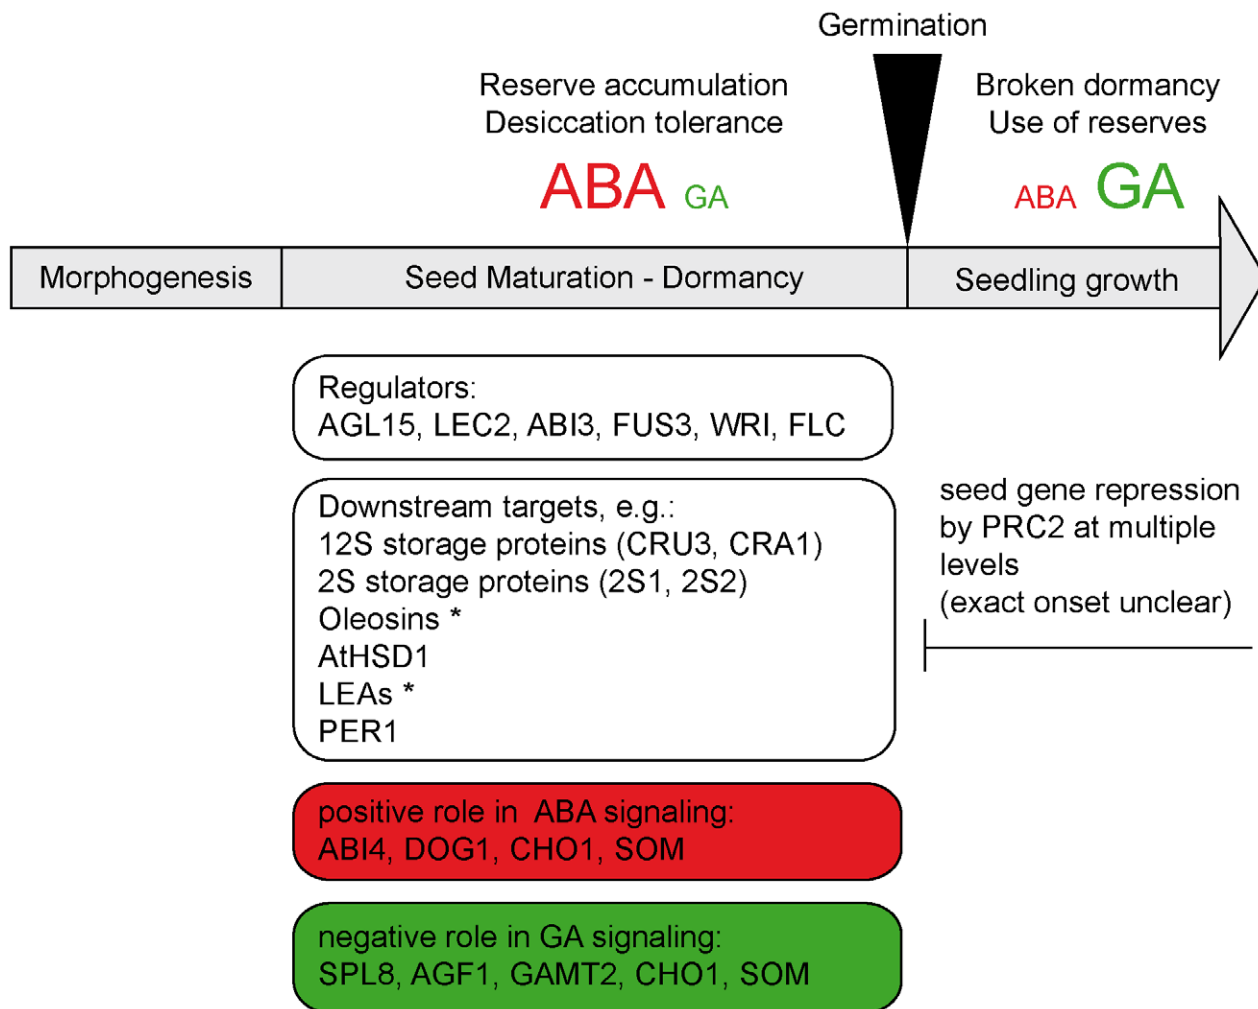 Germination
Reserve accumulation
Desiccation tolerance
ABA GA
Broken dormancy
Use of reserves
ABA GA
Morphogenesis
Seed Maturation - Dormancy
Seedling growth
Regulators:
AGL15, LEC2, ABI3, FUS3, WRI, FLC
Downstream targets, e.g.:
12S storage proteins (CRU3, CRA1)
2S storage proteins (2S1, 2S2)
Oleosins *
AtHSD1
LEAs *
PER1
seed gene repression
by PRC2 at multiple
levels
(exact onset unclear)
positive role in ABA signaling:
ABI4, DOG1, CHO1, SOM
negative role in GA signaling:
SPL8, AGF1, GAMT2, CHO1, SOM